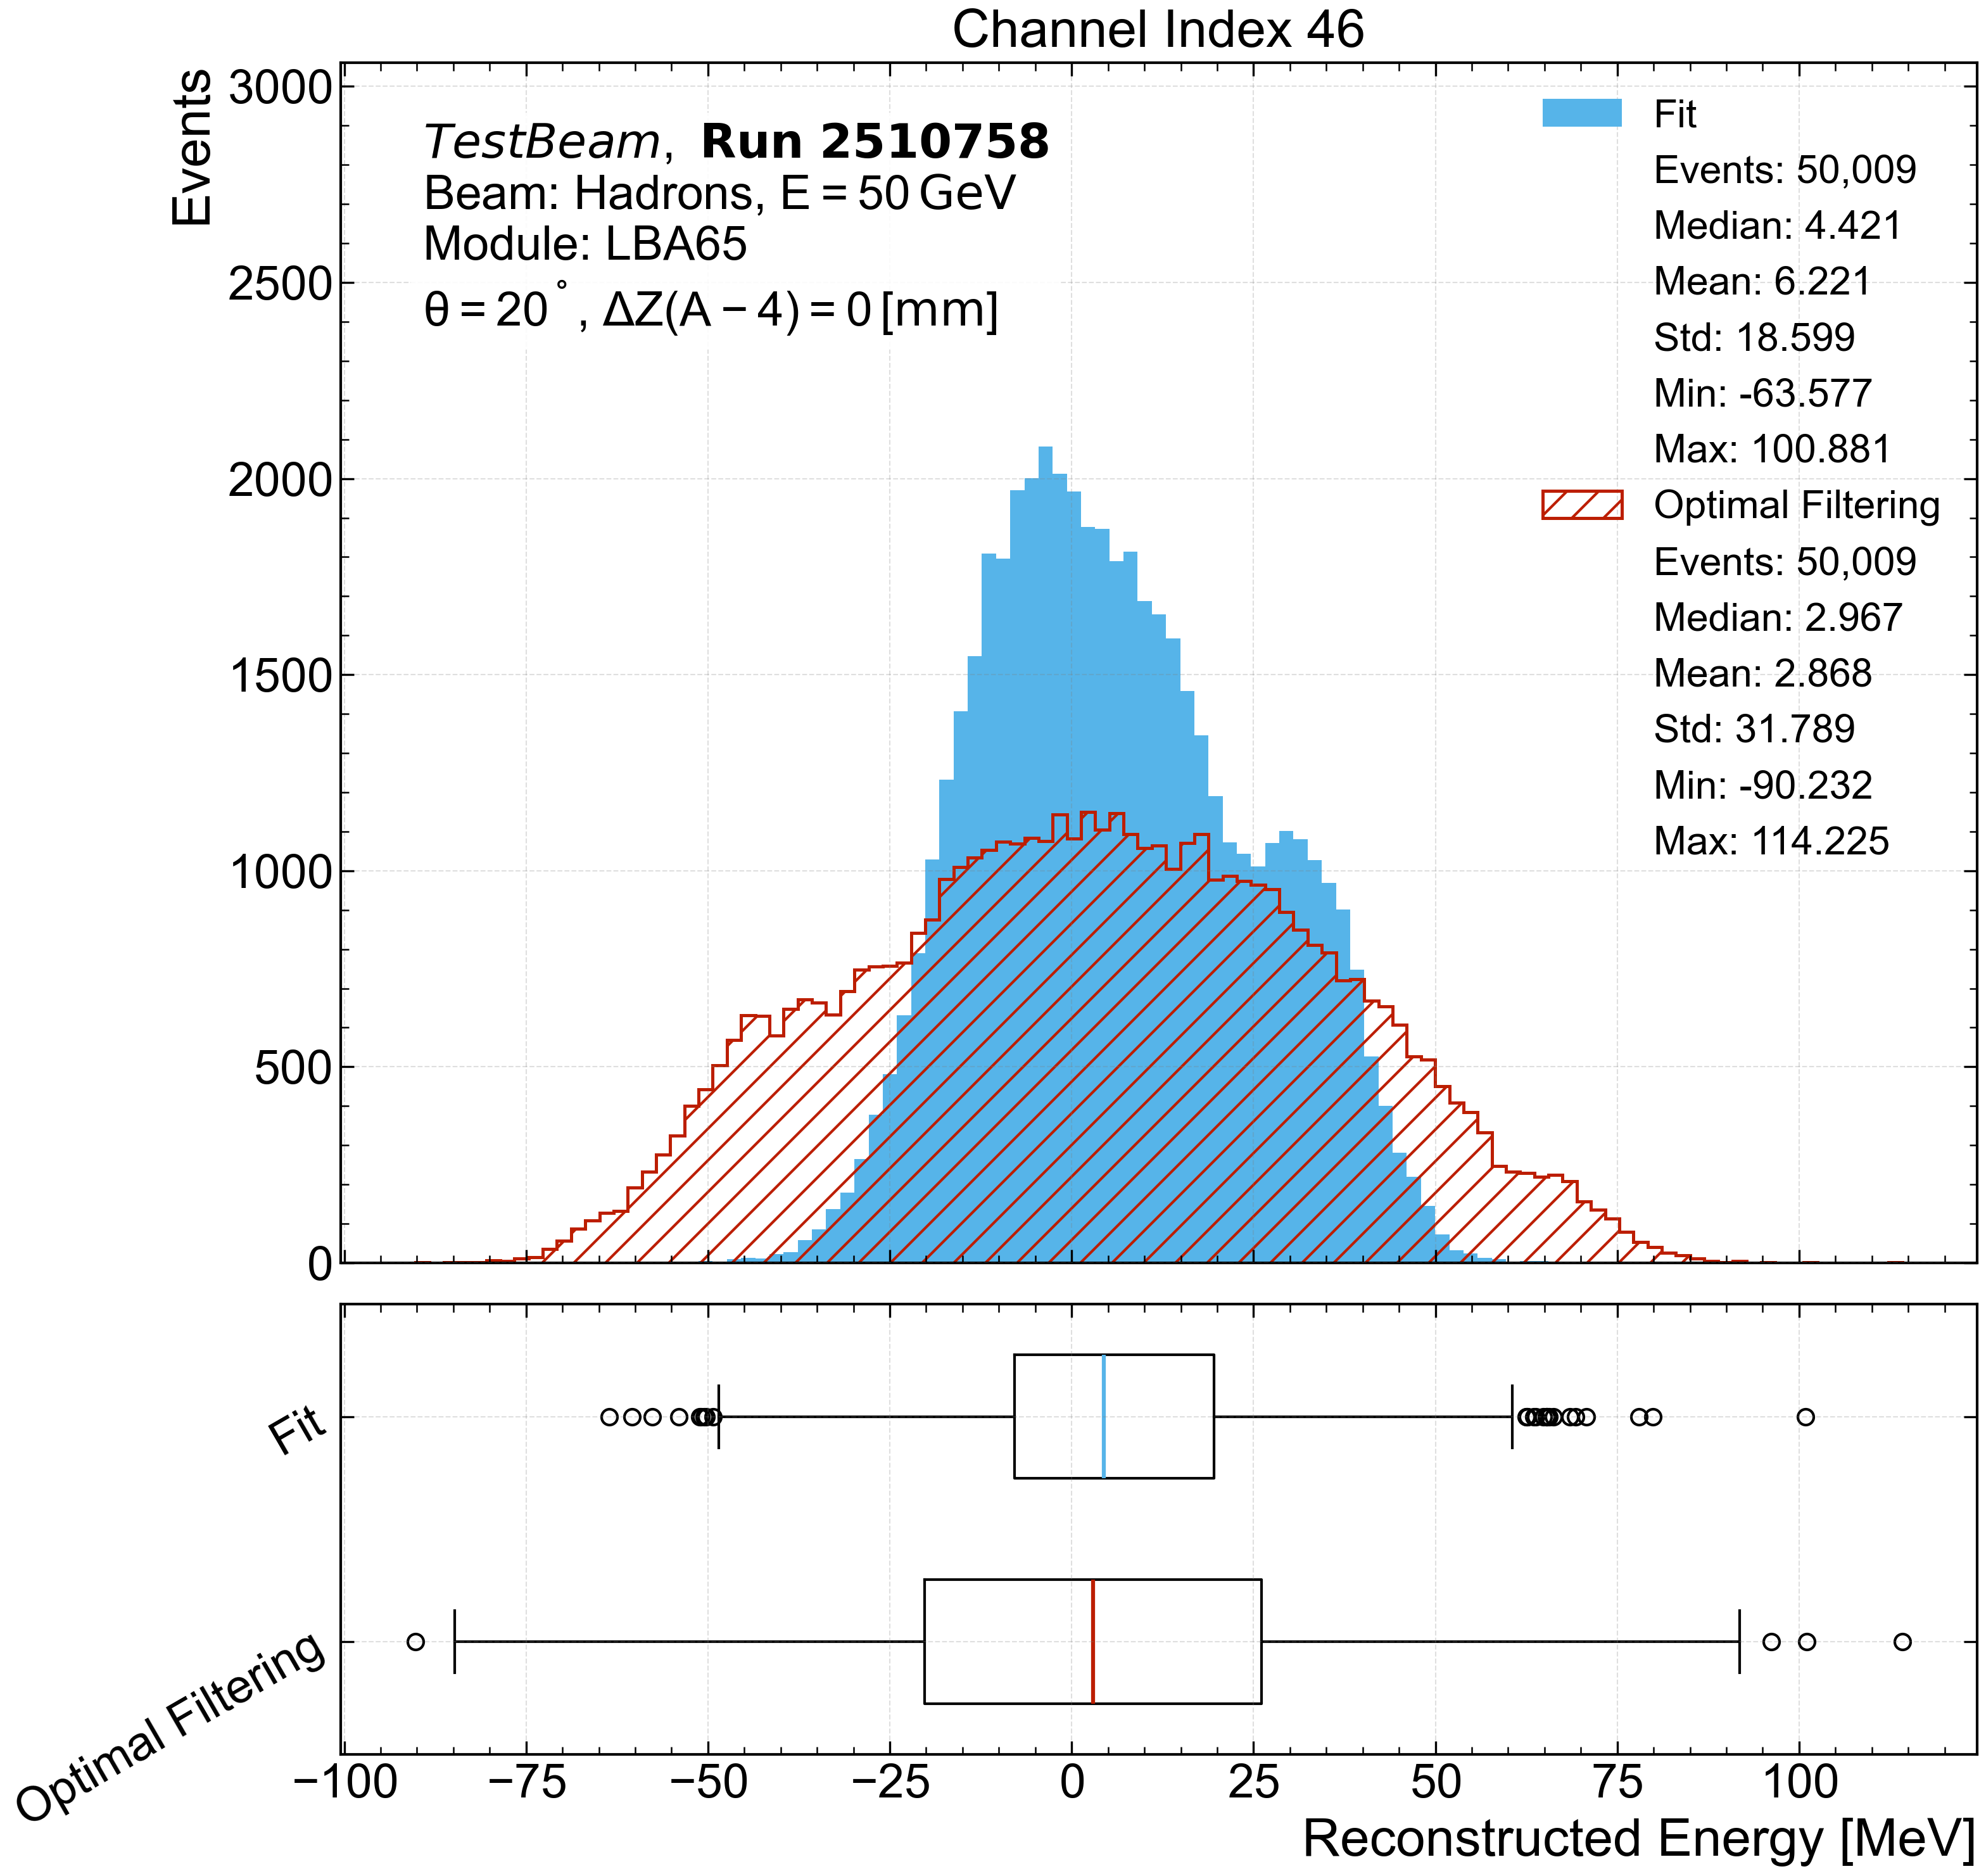 Channel Index 46
Events
3000
2500
2000
1500
1000
500
0
TestBeam, Run 2510758
Beam: Hadrons, E = 50 GeV
Module: LBA65
θ = 20°, ΔZ(A − 4) = 0 [mm]
Fit
Events: 50,009
Median: 4.421
Mean: 6.221
Std: 18.599
Min: -63.577
Max: 100.881
Optimal Filtering
Events: 50,009
Median: 2.967
Mean: 2.868
Std: 31.789
Min: -90.232
Max: 114.225
Fit
Optimal Filtering
−100 −75 −50 −25 0 25 50 75 100
Reconstructed Energy [MeV]